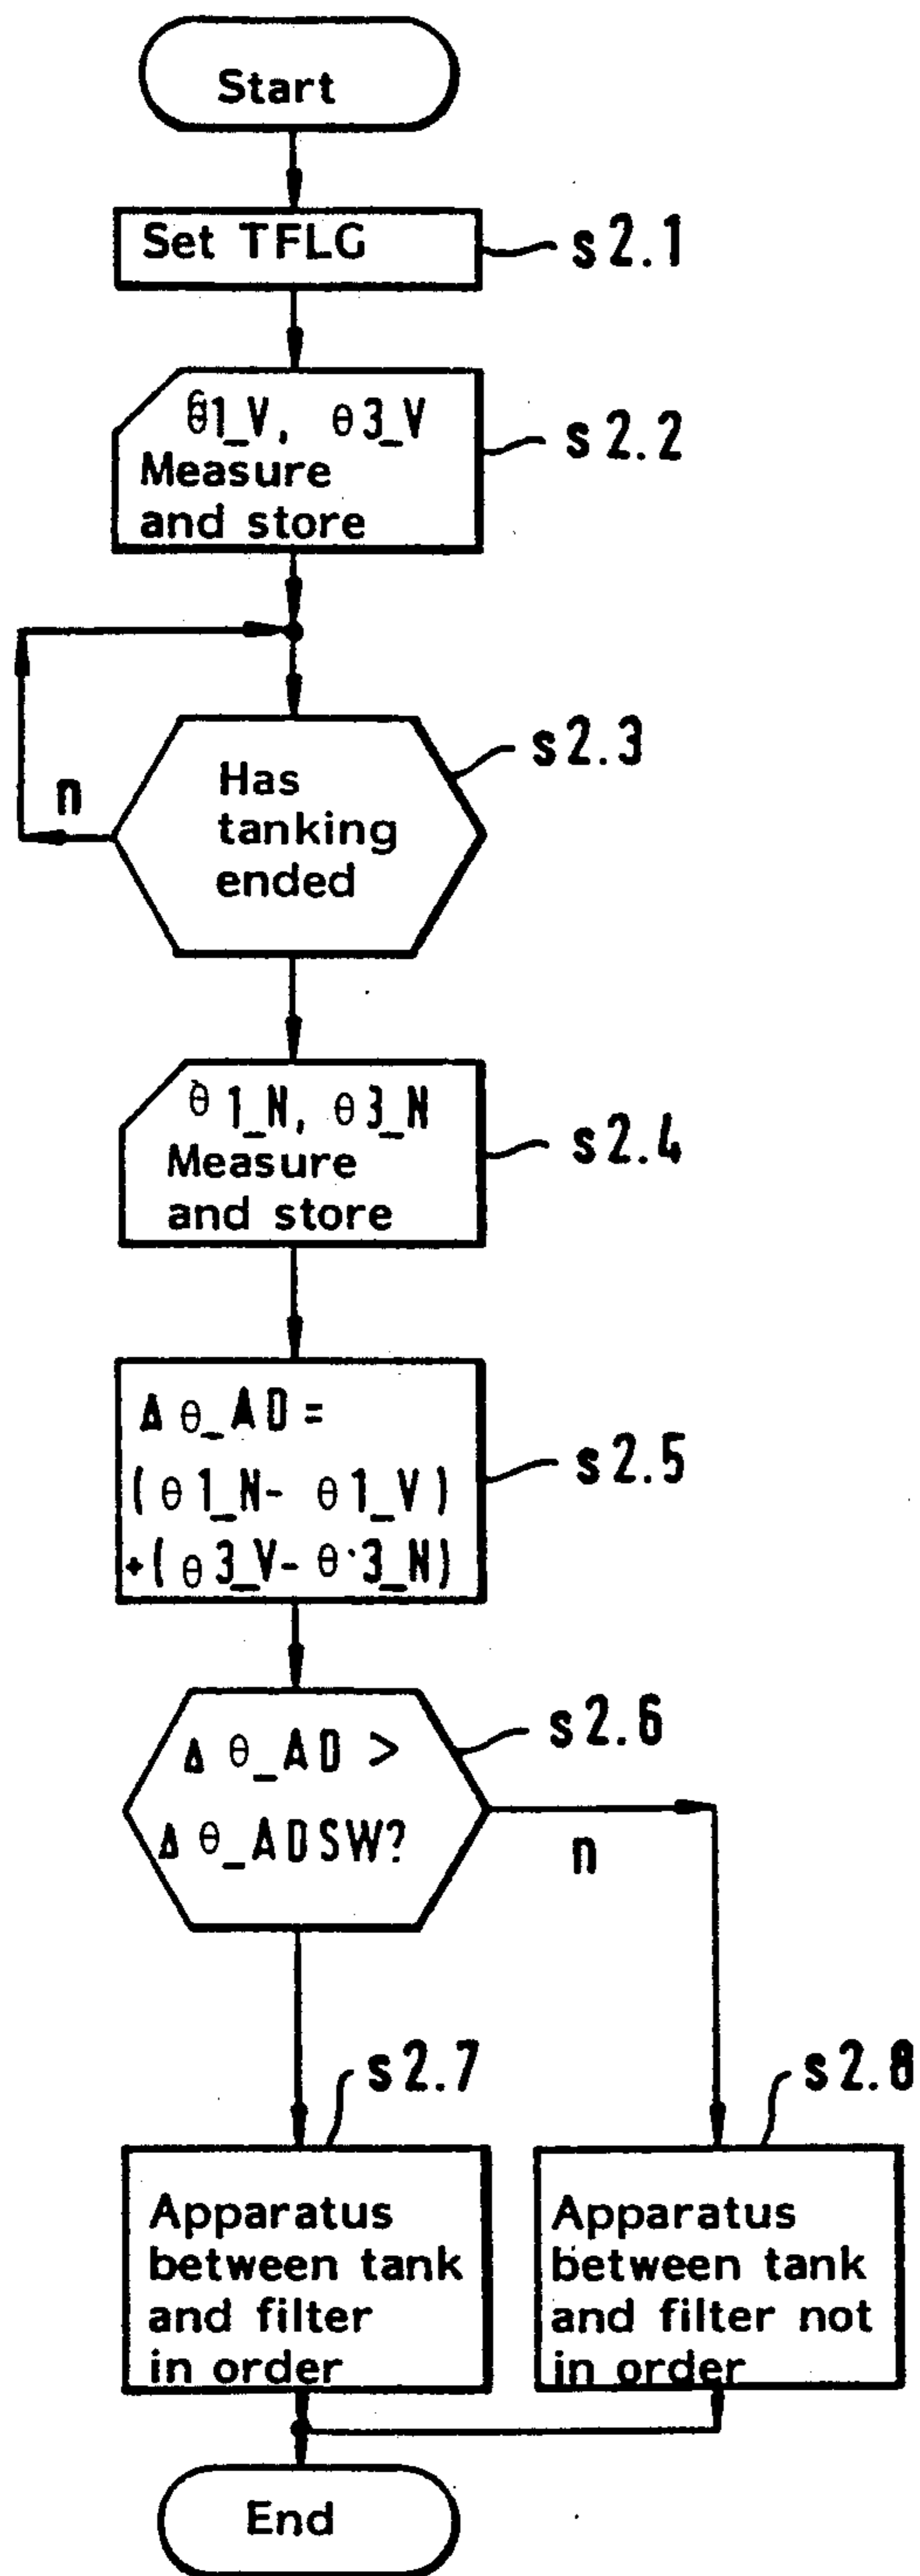 Start
Set TFLG
s2.1
θ1_V, θ3_V
Measure
and store
s2.2
n
Has
tanking
ended
s2.3
θ1_N, θ3_N
Measure
and store
s2.4
Δθ_AD=
(θ1_N-θ1_V)
+(θ3_V-θ3_N)
s2.5
Δθ_AD >
Δθ_ADSW?
s2.6
n
s2.7
Apparatus
between tank
and filter
in order
s2.8
Apparatus
between tank
and filter not
in order
End